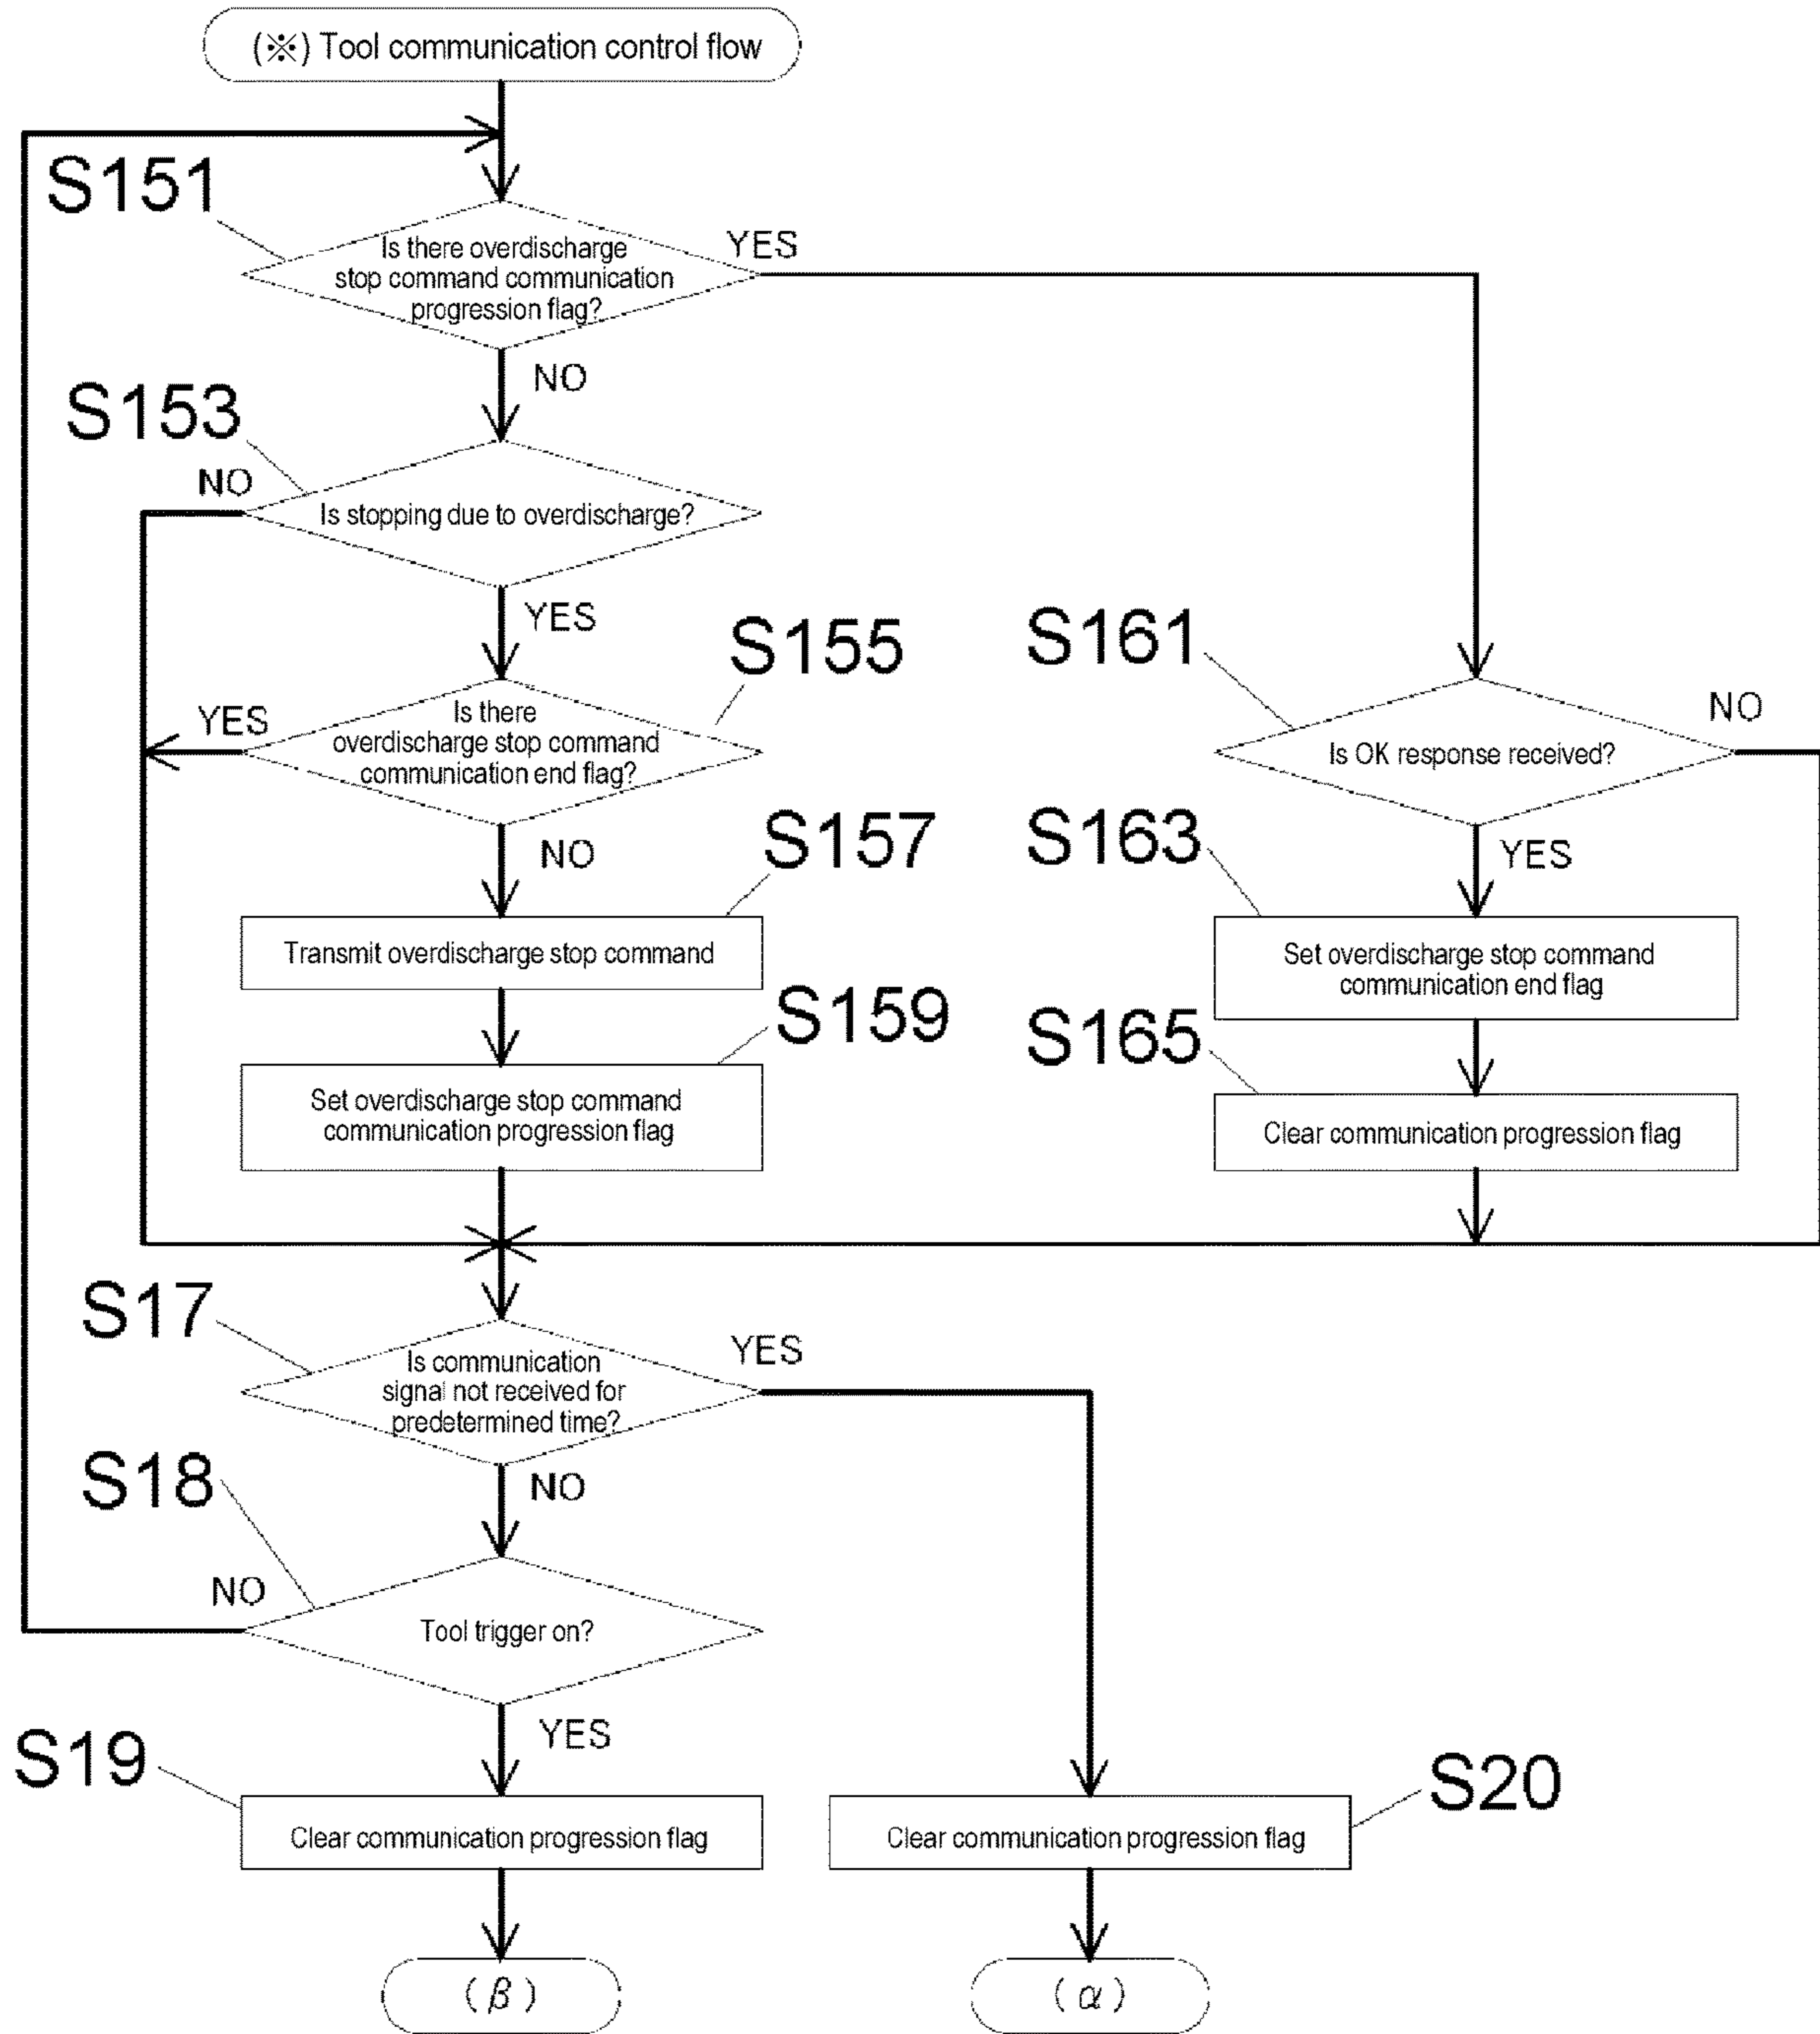 (※) Tool communication control flow
S151
Is there overdischarge
stop command communication
progression flag?
YES
NO
S153
NO
Is stopping due to overdischarge?
YES
S155
YES
Is there
overdischarge stop command
communication end flag?
NO
S161
NO
Is OK response received?
YES
S157
Transmit overdischarge stop command
S163
Set overdischarge stop command
communication end flag
S159
Set overdischarge stop command
communication progression flag
S165
Clear communication progression flag
S17
Is communication
signal not received for
predetermined time?
YES
NO
S18
NO
Tool trigger on?
YES
S19
Clear communication progression flag
S20
Clear communication progression flag
(β)
(α)